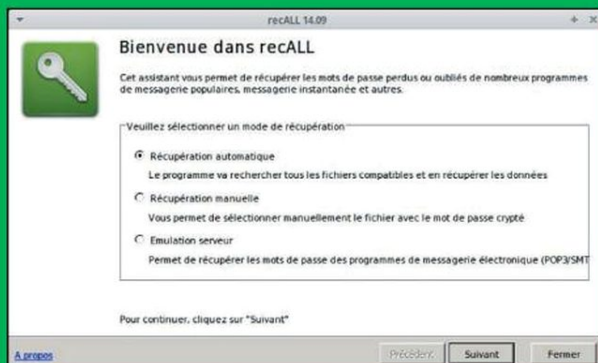 recALL 14.09
Bienvenue dans recALL
Cet assistant vous permet de récupérer les mots de passe perdus ou oubliés de nombreux programmes
de messagerie populaires, messagerie instantanée et autres.
Veuillez sélectionner un mode de récupération
Récupération automatique
Le programme va rechercher tous les fichiers compatibles et en récupérer les données
Récupération manuelle
Vous permet de sélectionner manuellement le fichier avec le mot de passe crypté
Emulation serveur
Permet de récupérer les mots de passe des programmes de messagerie électronique (POP3/SMT
Pour continuer, cliquez sur "Suivant"
A propos
Précédent
Suivant
Fermer